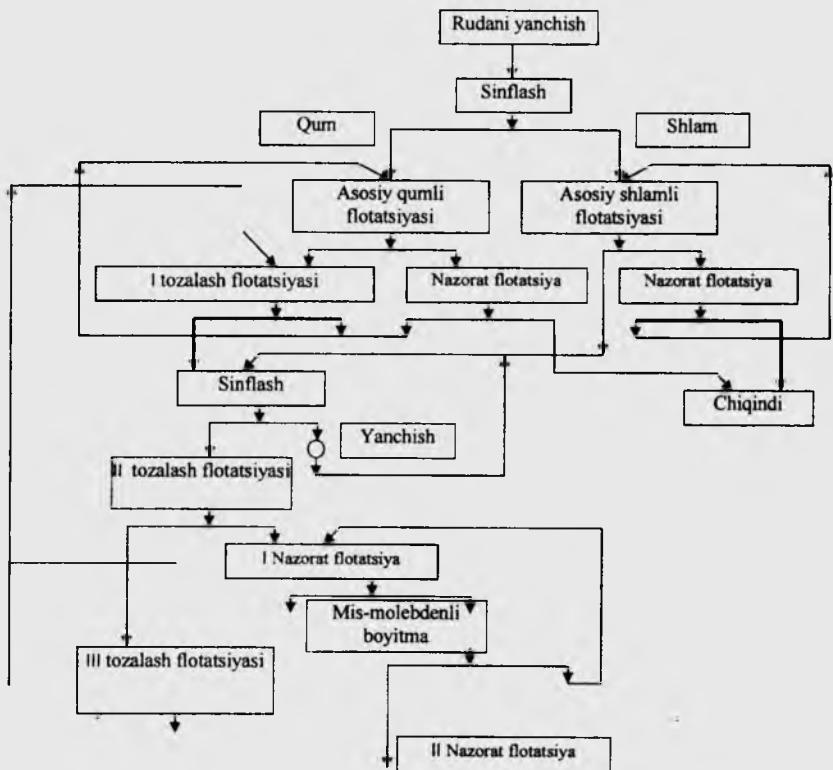 Rudani yanchish
Sinflash
Qum
Shlam
Asosiy qumli
flotatsiyasi
Asosiy shlamli
flotatsiyasi
I tozalash flotatsiyasi
Nazorat flotatsiya
Nazorat flotatsiya
Sinflash
Chiqindi
Yanchish
II tozalash flotatsiyasi
I Nazorat flotatsiya
Mis-molebdenli
boyitma
III tozalash flotatsiyasi
II Nazorat flotatsiya